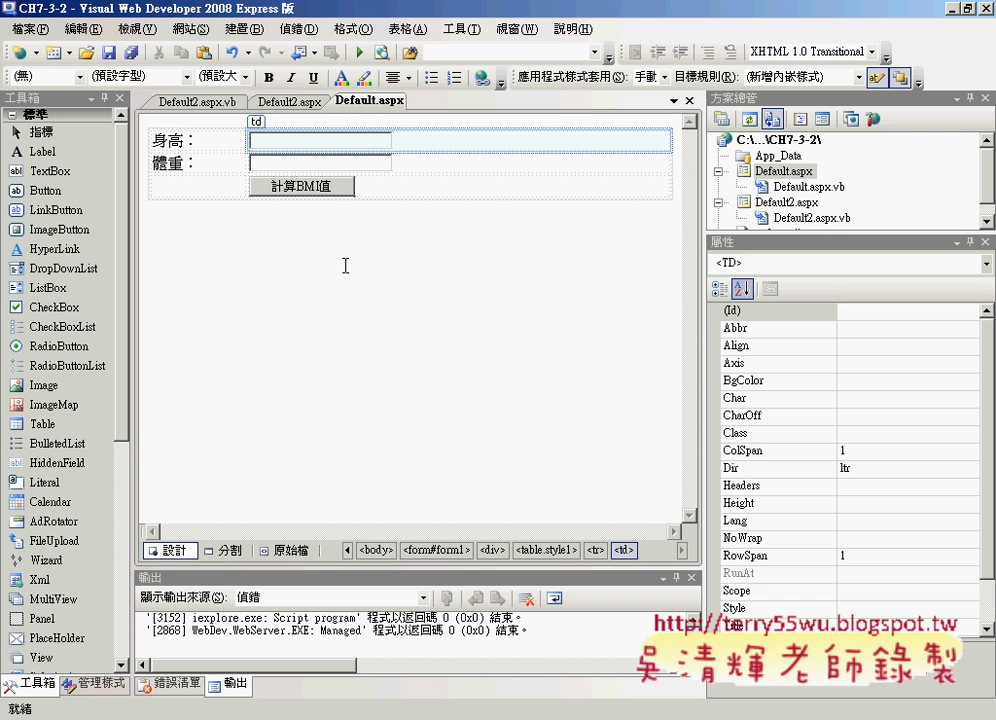 CH7-3-2 - Visual Web Developer 2008 Express 版
檔案(F) 編輯(E) 檢視(V) 網站(S) 建置(B) 偵錯(D) 格式(O) 表格(A) 工具(I) 視窗(W) 說明(H)
XHTML 1.0 Transitional
(無) (預設字型) (預設大 B I U A 應用程式樣式套用(S): 手動 目標規則(R): (新增內嵌樣式)
工具箱
標準
指標
A Label
abl TextBox
ab Button
ab LinkButton
ImageButton
A HyperLink
DropDownList
ListBox
CheckBox
CheckBoxList
RadioButton
RadioButtonList
Image
ImageMap
Table
BulletedList
abl HiddenField
Literal
Calendar
AdRotator
FileUpload
Wizard
Xml
MultiView
Panel
PlaceHolder
View
工具箱 管理樣式
Default2.aspx.vb Default2.aspx Default.aspx
td
身高：
體重：
計算BMI值
設計 分割 原始檔 <body> <form#form1> <div> <table.style1> <tr> <td>
輸出
顯示輸出來源(S): 偵錯
'[3152] iexplore.exe: Script program' 程式以返回碼 0 (0x0) 結束。
'[2868] WebDev.WebServer.EXE: Managed' 程式以返回碼 0 (0x0) 結束。
錯誤清單 輸出
就緒
方案總管
C:\...\CH7-3-2\
App_Data
Default.aspx
Default.aspx.vb
Default2.aspx
Default2.aspx.vb
屬性
<TD>
(Id)
Abbr
Align
Axis
BgColor
Char
CharOff
Class
ColSpan 1
Dir ltr
Headers
Height
Lang
NoWrap
RowSpan 1
RunAt
Scope
Style
http://terry55wu.blogspot.tw
吳清輝老師錄製